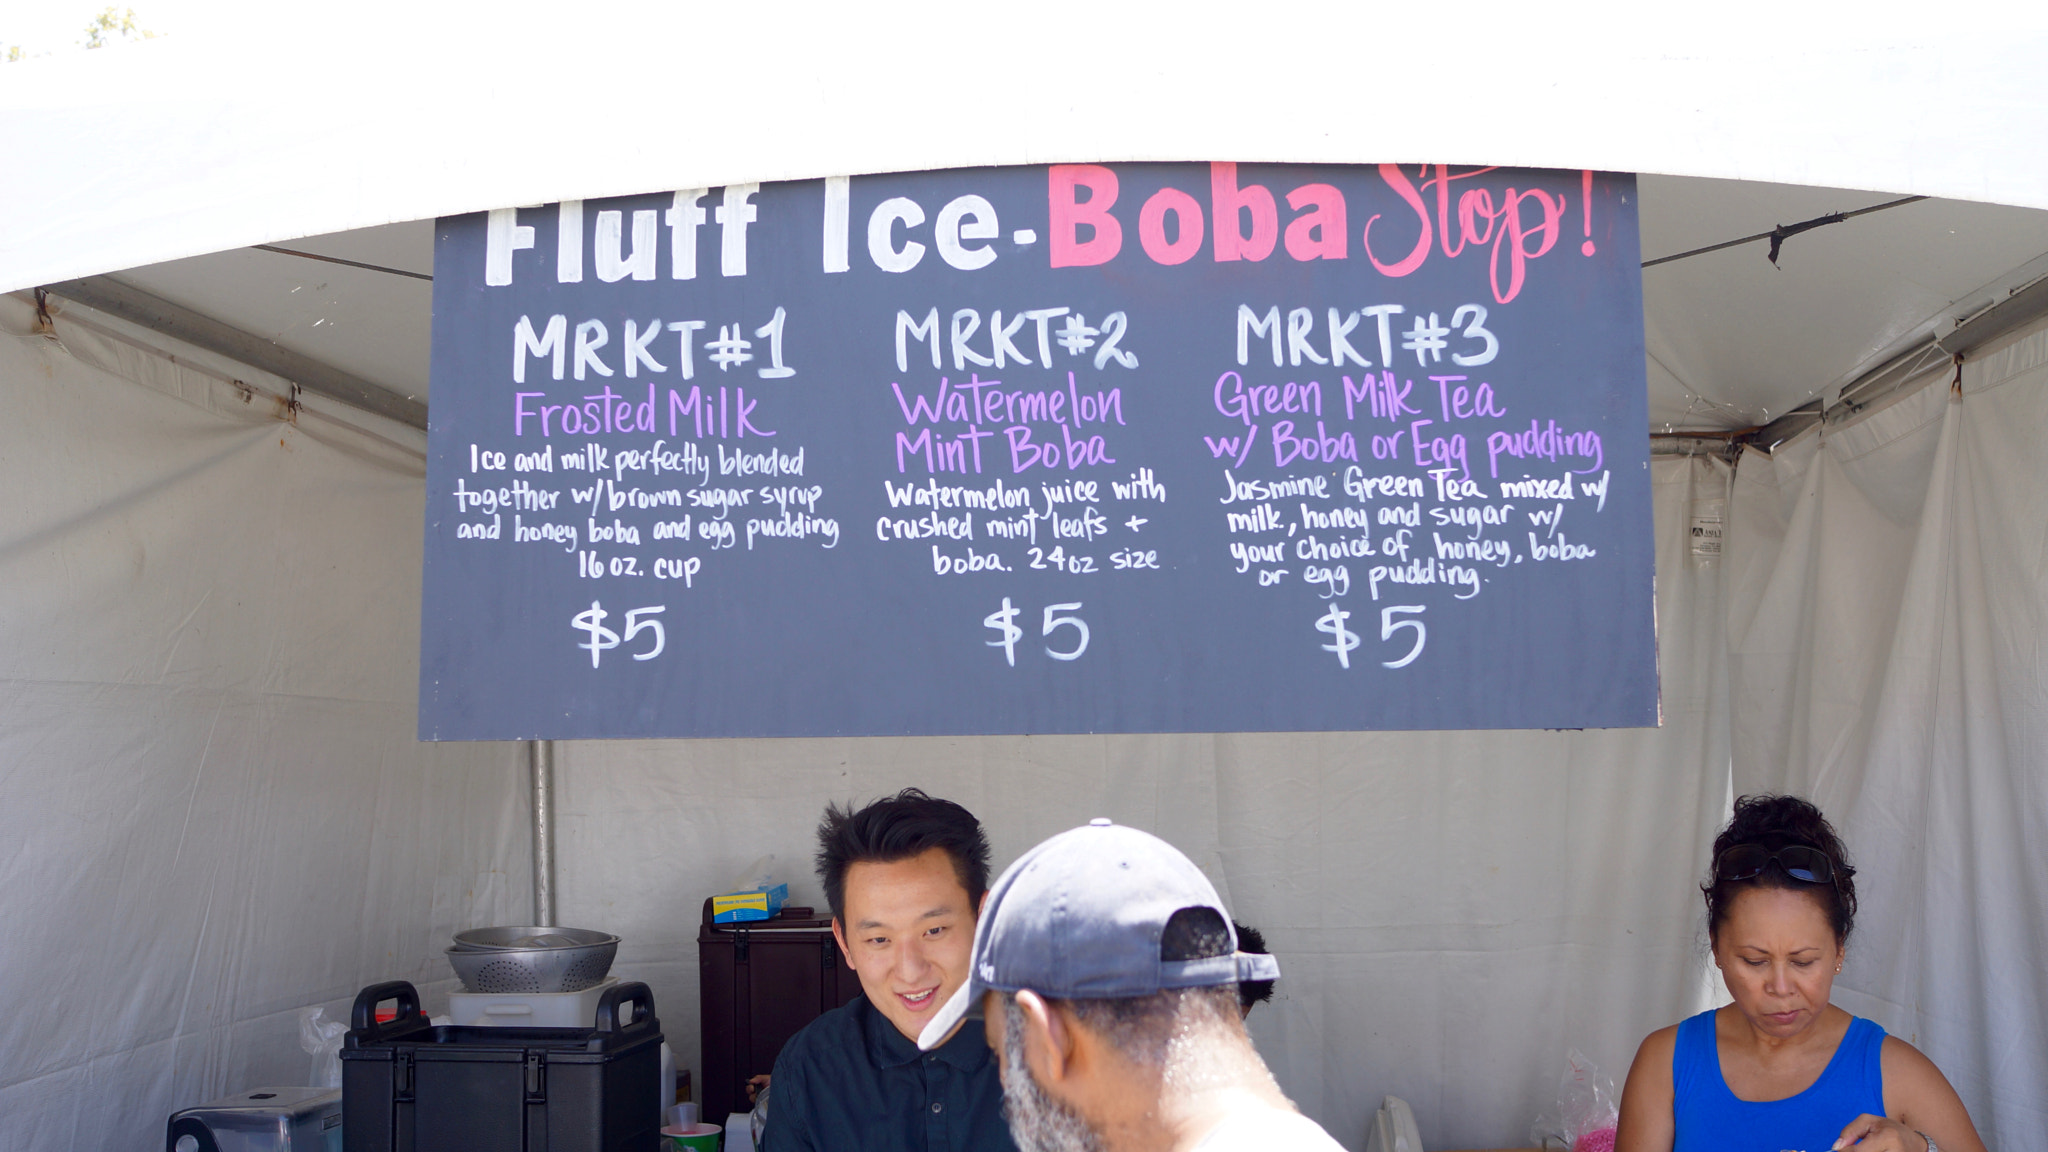 Fluff Ice-Boba Stop!
MRKT#1
Frosted Milk
Ice and milk perfectly blended
together w/brown sugar syrup
and honey boba and egg pudding
16 oz. cup
$5
MRKT#2
Watermelon
Mint Boba
Watermelon juice with
crushed mint leafs +
boba. 24oz size
$5
MRKT#3
Green Milk Tea
w/ Boba or Egg pudding
Jasmine Green Tea mixed w/
milk, honey and sugar w/
your choice of honey, boba
or egg pudding.
$5